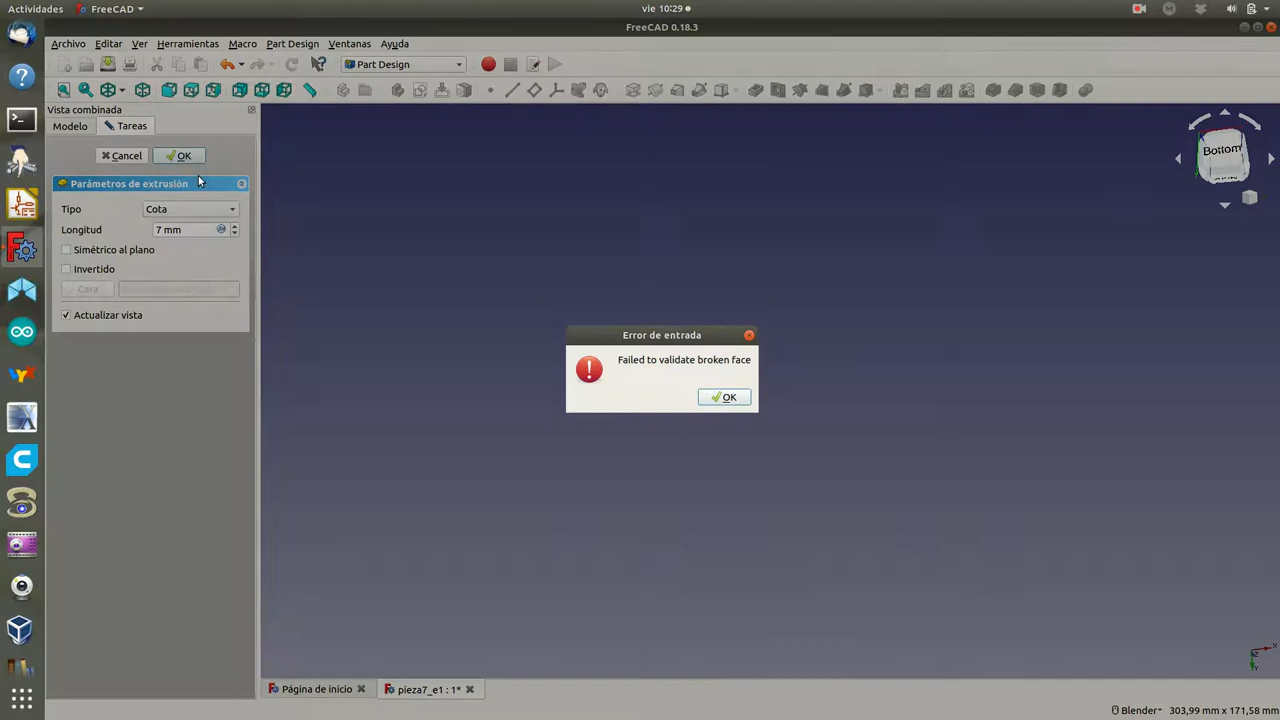 Actividades FreeCAD vie 10:29
FreeCAD 0.18.3
Archivo Editar Ver Herramientas Macro Part Design Ventanas Ayuda
Part Design
Vista combinada
Modelo Tareas
Cancel OK
Parámetros de extrusión
Tipo Cota
Longitud 7 mm
Simétrico al plano
Invertido
Cara
Actualizar vista
Error de entrada
Failed to validate broken face
OK
Bottom
X
Z
Y
Página de inicio pieza7_e1 : 1*
Blender 303,99 mm x 171,58 mm